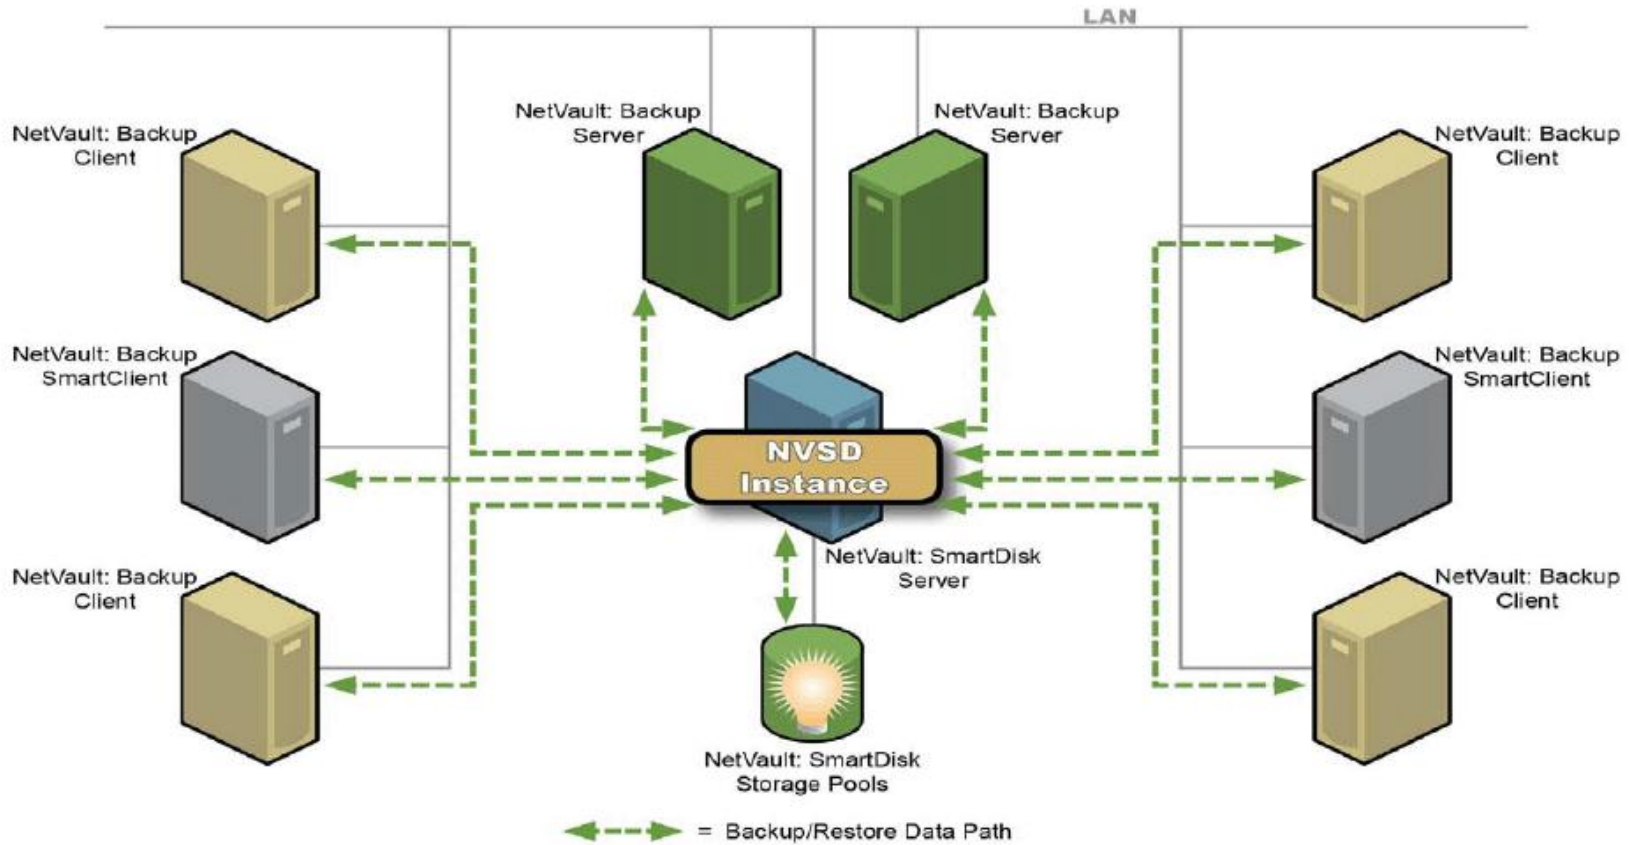 LAN
NetVault: Backup
Client
NetVault: Backup
Server
NetVault: Backup
Server
NetVault: Backup
Client
NetVault: Backup
SmartClient
NetVault: Backup
SmartClient
NVSD
Instance
NetVault: SmartDisk
Server
NetVault: Backup
Client
NetVault: Backup
Client
NetVault: SmartDisk
Storage Pools
= Backup/Restore Data Path